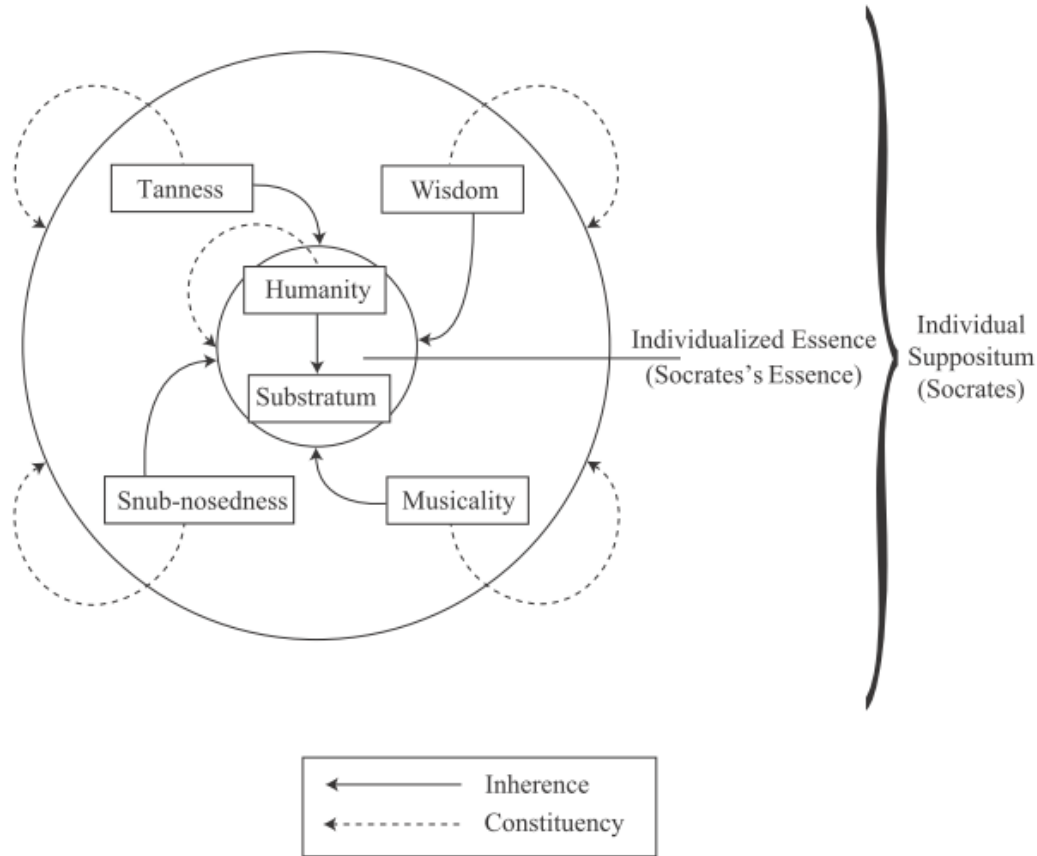 Tanness
Wisdom
Humanity
Substratum
Snub-nosedness
Musicality
Individualized Essence
(Socrates's Essence)
Individual
Suppositum
(Socrates)
Inherence
Constituency